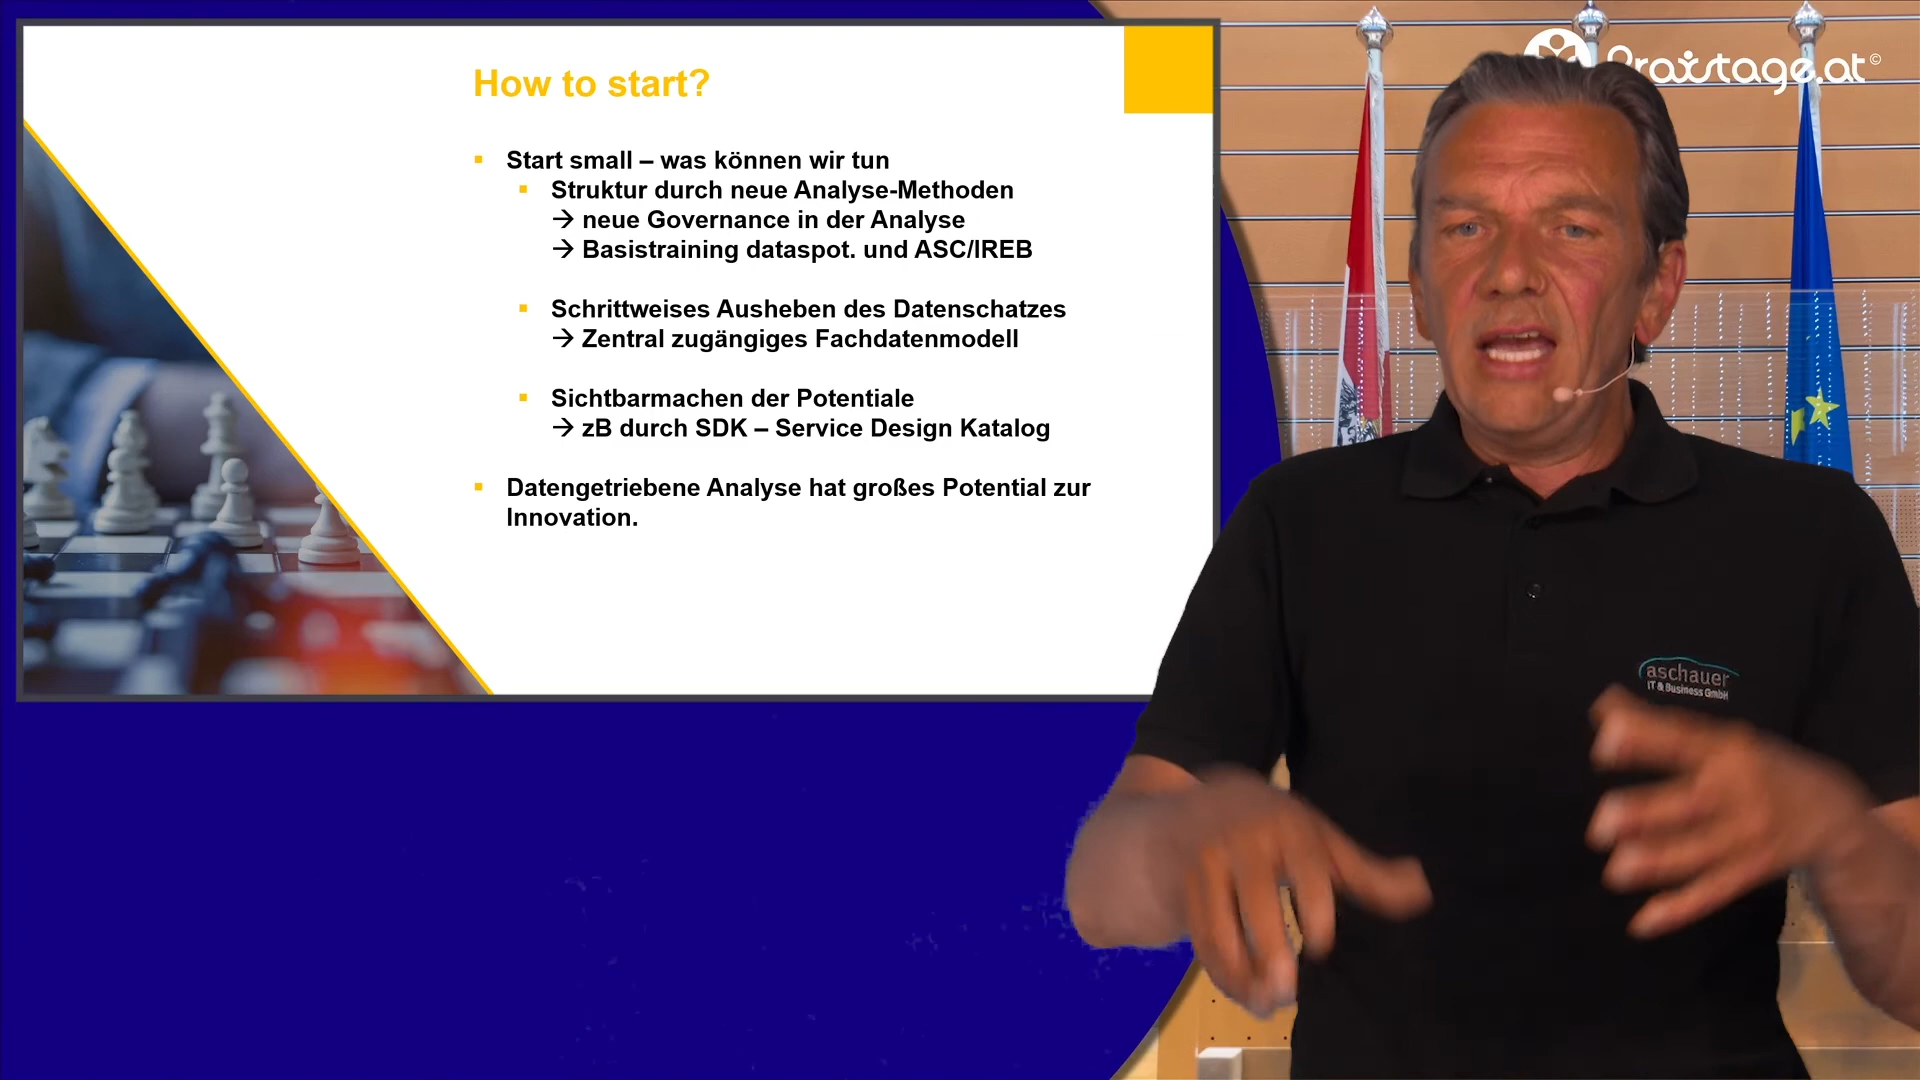 How to start?
Praxistage.at©
▪ Start small – was können wir tun
▪ Struktur durch neue Analyse-Methoden
→ neue Governance in der Analyse
→ Basistraining dataspot. und ASC/IREB
▪ Schrittweises Ausheben des Datenschatzes
→ Zentral zugängiges Fachdatenmodell
▪ Sichtbarmachen der Potentiale
→ zB durch SDK – Service Design Katalog
▪ Datengetriebene Analyse hat großes Potential zur
Innovation.
aschauer
IT & Business GmbH